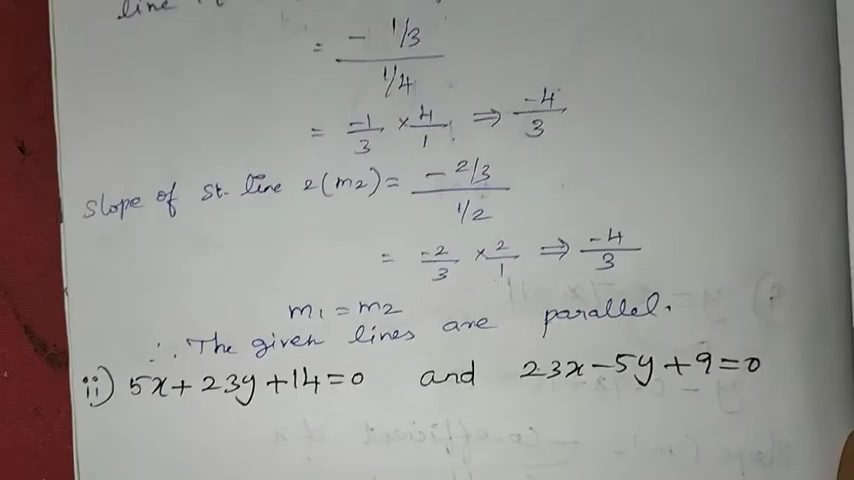 line
= - 1/3 / 1/4
= -1/3 × 4/1 ⇒ -4/3
Slope of St. line 2(m2) = - 2/3 / 1/2
= -2/3 × 2/1 ⇒ -4/3
m1 = m2
∴ The given lines are parallel.
ii) 5x + 23y + 14 = 0 and 23x - 5y + 9 = 0